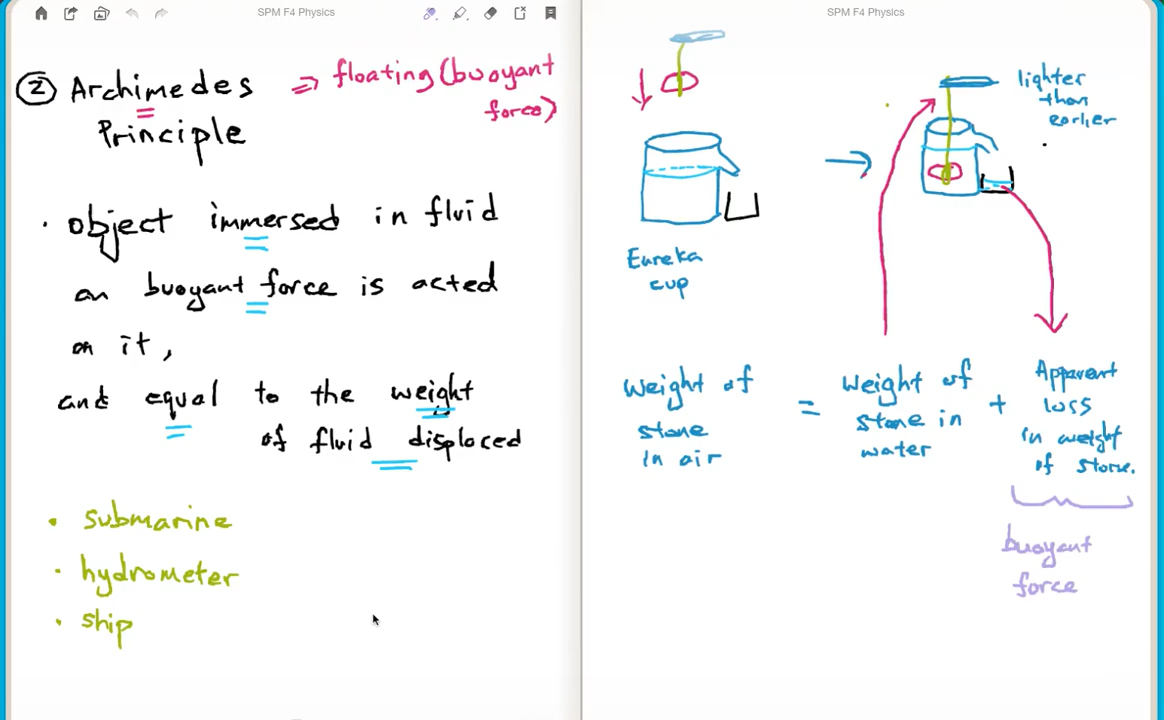 SPM F4 Physics
② Archimedes ⇒ floating (buoyant
force)
Principle
· object immersed in fluid
an buoyant force is acted
on it,
and equal to the weight
of fluid displaced
· submarine
· hydrometer
· ship
SPM F4 Physics
lighter
than
earlier
Eureka
cup
weight of
stone
in air
=
weight of
stone in
water
+
Apparent
loss
in weight
of stone.
buoyant
force